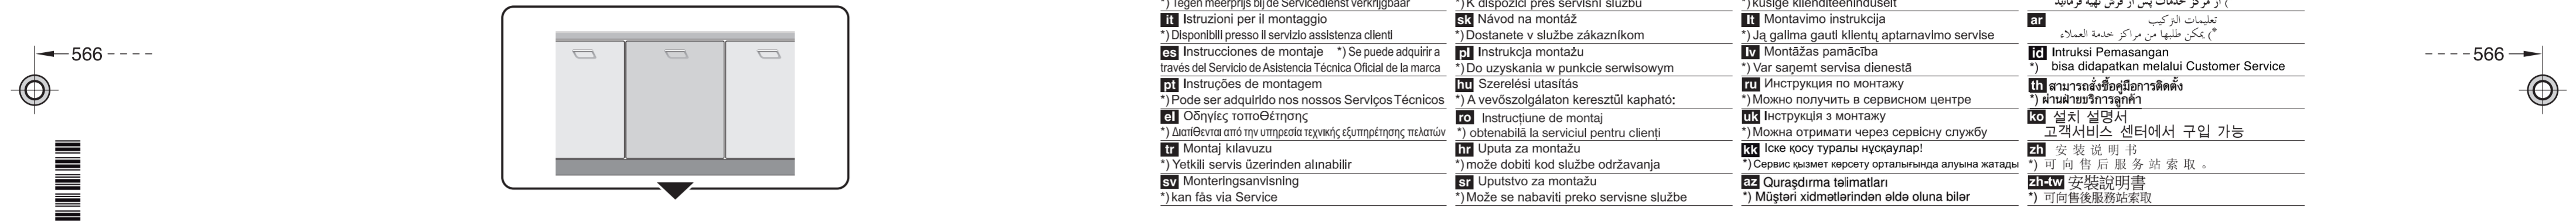 *) Tegen meerprijs bij de Servicedienst verkrijgbaar
it Istruzioni per il montaggio
*) Disponibili presso il servizio assistenza clienti
es Instrucciones de montaje *) Se puede adquirir a
través del Servicio de Asistencia Técnica Oficial de la marca
pt Instruções de montagem
*) Pode ser adquirido nos nossos Serviços Técnicos
el Οδηγίες τοποθέτησης
*) Διατίθενται από την υπηρεσία τεχνικής εξυπηρέτησης πελατών
tr Montaj kılavuzu
*) Yetkili servis üzerinden alınabilir
sv Monteringsanvisning
*) kan fås via Service
*) K dispozici přes servisní službu
sk Návod na montáž
*) Dostanete v službe zákazníkom
pl Instrukcja montażu
*) Do uzyskania w punkcie serwisowym
hu Szerelési utasítás
*) A vevőszolgálaton keresztül kapható:
ro Instrucţiune de montaj
*) obtenabilă la serviciul pentru clienţi
hr Uputa za montažu
*) može dobiti kod službe održavanja
sr Uputstvo za montažu
*) Može se nabaviti preko servisne službe
*) küsige klienditeeninduselt
lt Montavimo instrukcija
*) Ją galima gauti klientų aptarnavimo servise
lv Montāžas pamācība
*) Var saņemt servisa dienestā
ru Инструкция по монтажу
*) Можно получить в сервисном центре
uk Інструкція з монтажу
*) Можна отримати через сервісну службу
kk Іске қосу туралы нұсқаулар!
*) Сервис қызмет көрсету орталығында алуына жатады
az Quraşdırma təlimatları
*) Müştəri xidmətlərindən əldə oluna bilər
*) از مرکز خدمات پس از فرش تهیه فرمائید
ar تعليمات التركيب
*) يمكن طلبها من مراكز خدمة العملاء
id Intruksi Pemasangan
*) bisa didapatkan melalui Customer Service
th สามารถสั่งซื้อคู่มือการติดตั้ง
*) ผ่านฝ่ายบริการลูกค้า
ko 설치 설명서
고객서비스 센터에서 구입 가능
zh 安装说明书
*) 可向售后服务站索取。
zh-tw 安裝說明書
*) 可向售後服務站索取
566
566